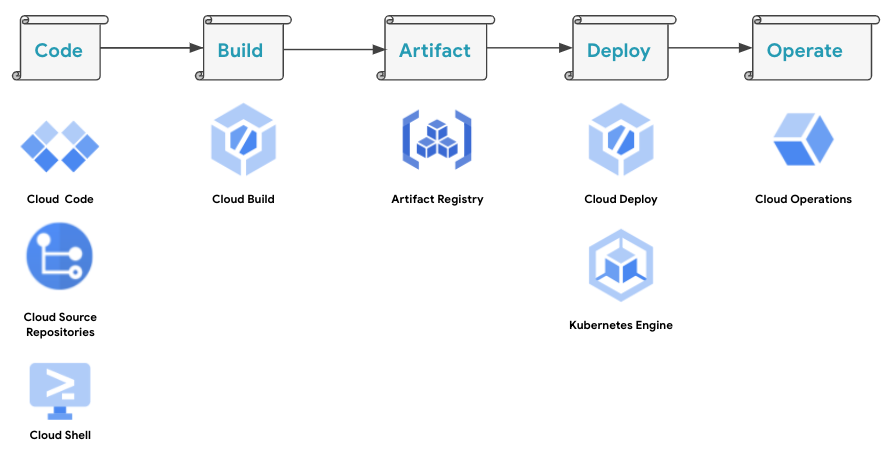 Code
Build
Artifact
Deploy
Operate
Cloud Code
Cloud Build
Artifact Registry
Cloud Deploy
Cloud Operations
Cloud Source
Repositories
Kubernetes Engine
Cloud Shell